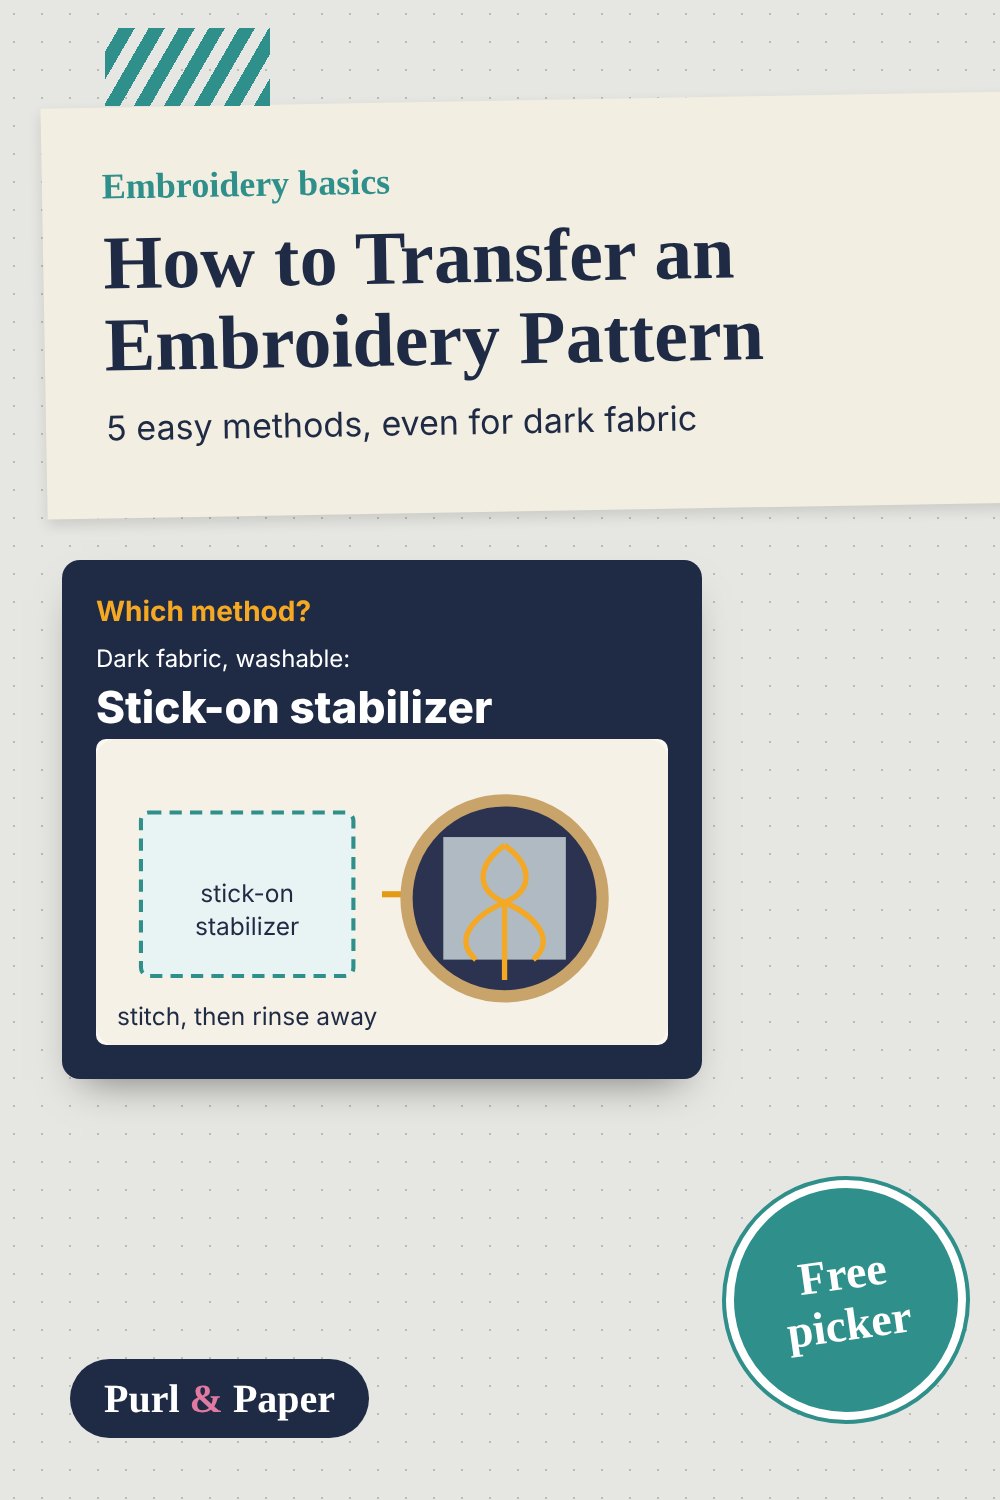 Embroidery basics
How to Transfer an
Embroidery Pattern
5 easy methods, even for dark fabric
Which method?
Dark fabric, washable:
Stick-on stabilizer
stick-on
stabilizer
stitch, then rinse away
Free
picker
Purl & Paper